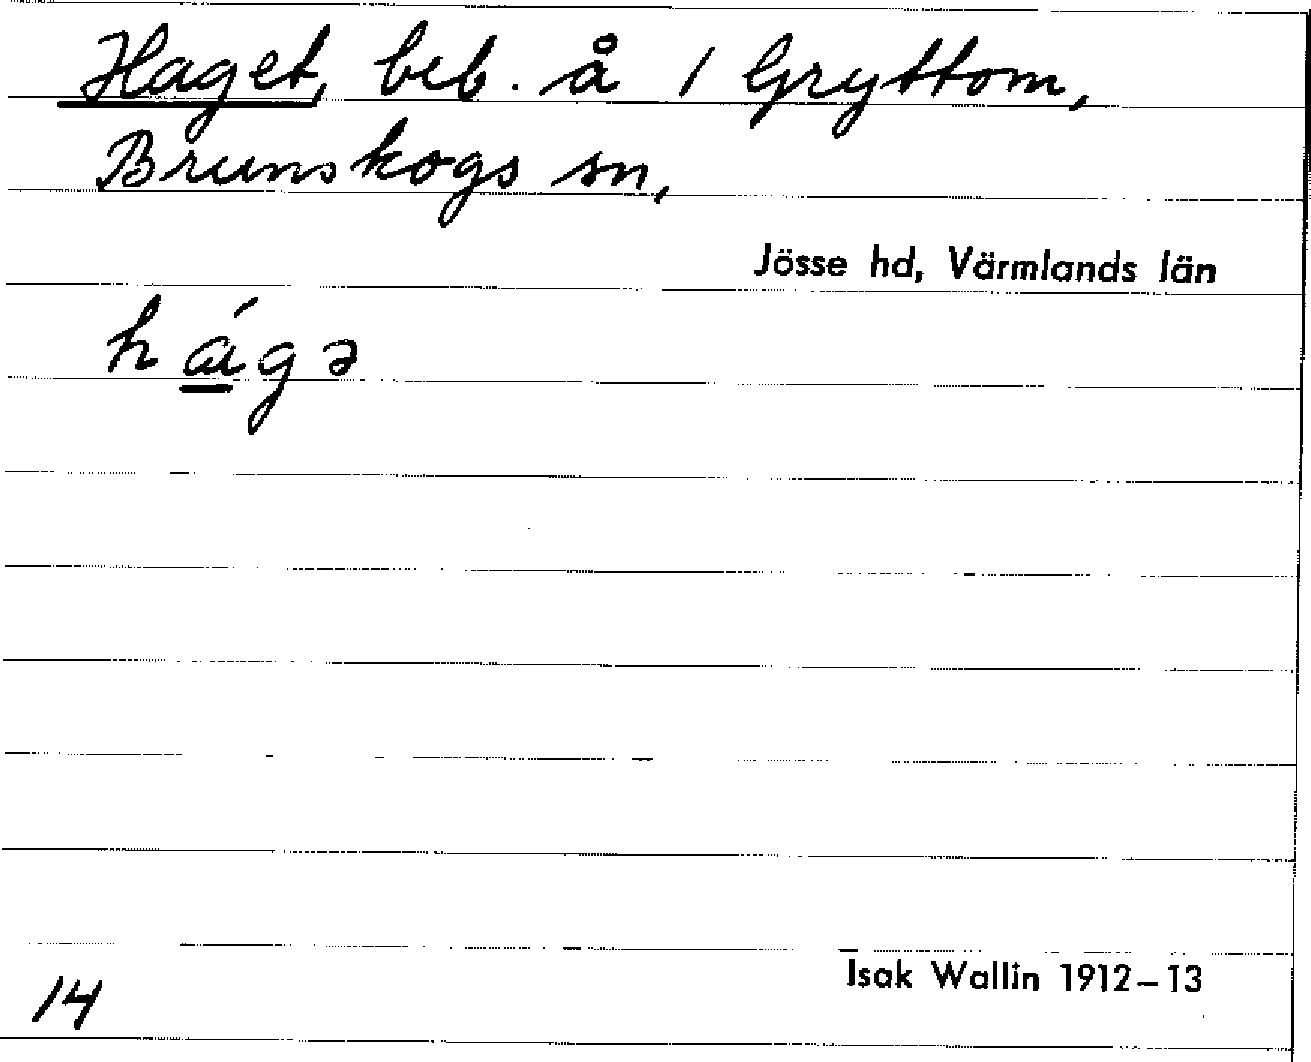 Haget, beb. å 1 Gryttom,
Brunskogs sn,
Jösse hd, Värmlands län
hágə
Isak Wallin 1912–13
14